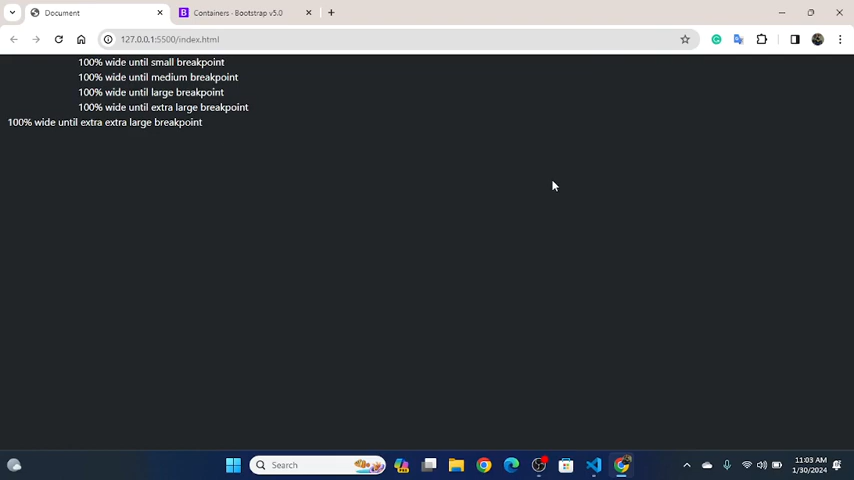 Document
Containers - Bootstrap v5.0
127.0.0.1:5500/index.html
100% wide until small breakpoint
100% wide until medium breakpoint
100% wide until large breakpoint
100% wide until extra large breakpoint
100% wide until extra extra large breakpoint
Search
11:03 AM
1/30/2024